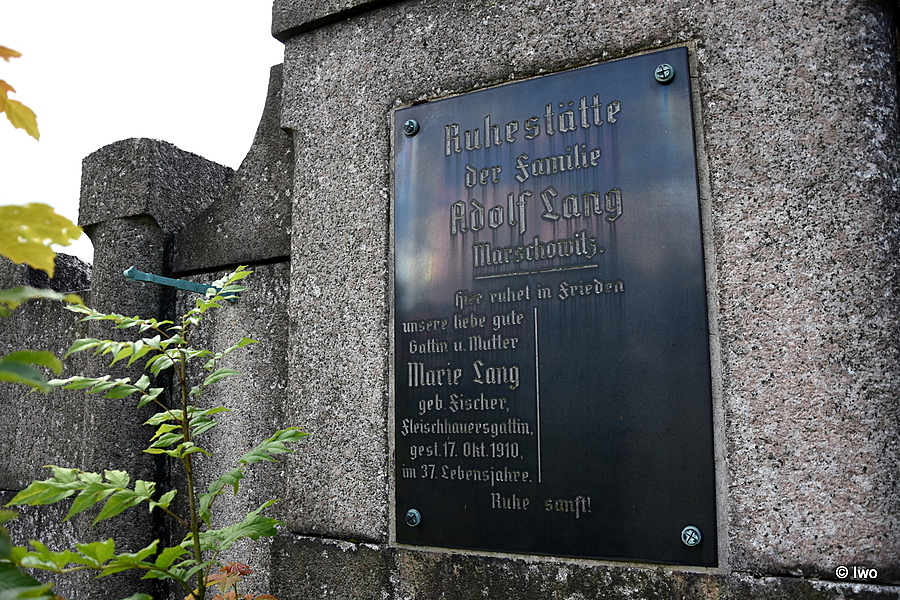 Ruhestätte
der Familie
Adolf Lang
Marschowitz.
Hier ruhet in Frieden
unsere liebe gute
Gattin u. Mutter
Marie Lang
geb. Fischer,
Fleischhauersgattin,
gest. 17. Okt. 1910,
im 37. Lebensjahre.
Ruhe sanft!
© Iwo